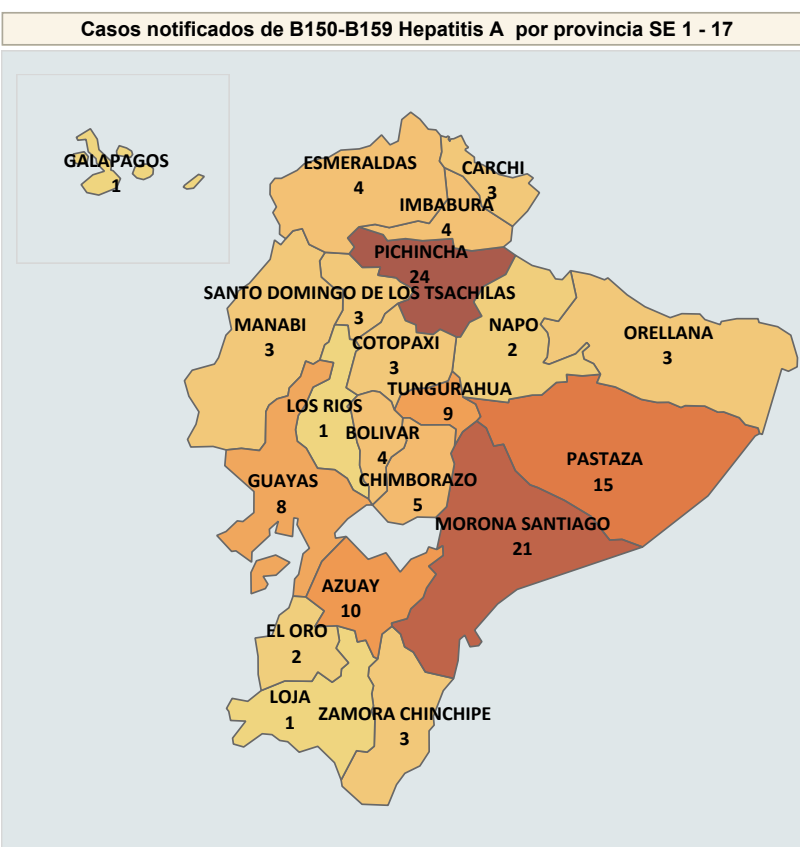 Casos notificados de B150-B159 Hepatitis A por provincia SE 1 - 17
GALAPAGOS
1
ESMERALDAS
4
CARCHI
3
IMBABURA
4
PICHINCHA
24
SANTO DOMINGO DE LOS TSACHILAS
3
MANABI
3
NAPO
2
ORELLANA
3
COTOPAXI
3
TUNGURAHUA
9
LOS RIOS
1
BOLIVAR
4
PASTAZA
15
GUAYAS
8
CHIMBORAZO
5
MORONA SANTIAGO
21
AZUAY
10
EL ORO
2
LOJA
1
ZAMORA CHINCHIPE
3